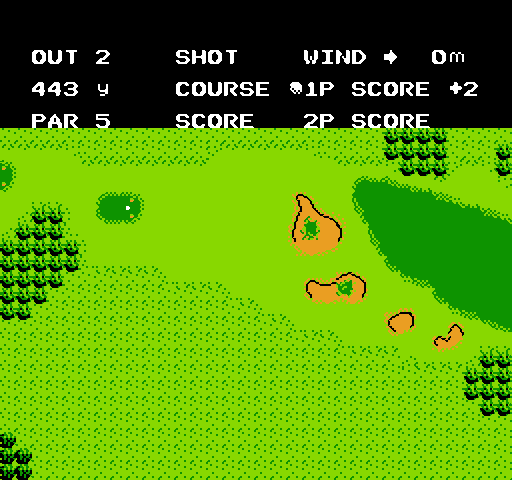 OUT 2 SHOT WIND → 0m
443 y COURSE 1P SCORE +2
PAR 5 SCORE 2P SCORE